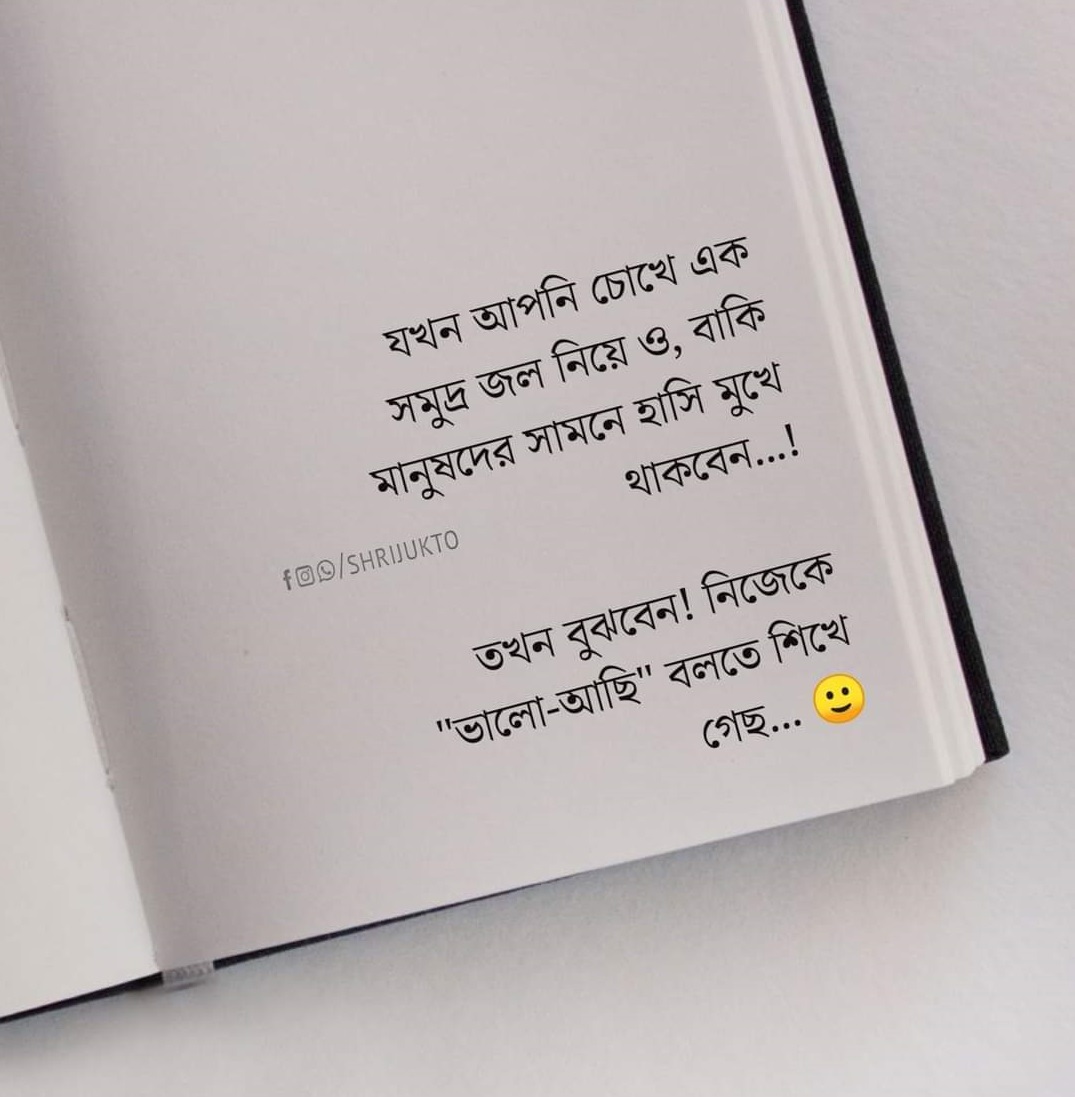 যখন আপনি চোখে এক
সমুদ্র জল নিয়ে ও, বাকি
মানুষদের সামনে হাসি মুখে
থাকবেন...!
/SHRIJUKTO
তখন বুঝবেন! নিজেকে
"ভালো-আছি" বলতে শিখে
গেছ... 🙂